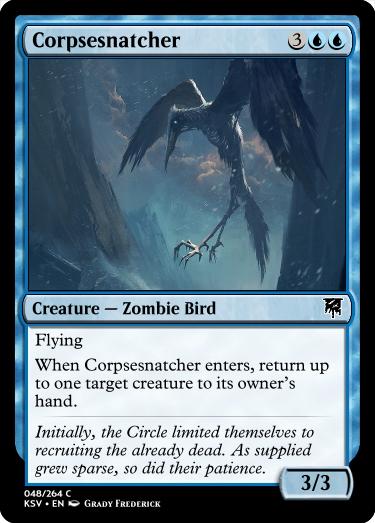 Corpsesnatcher 3
Creature — Zombie Bird
Flying
When Corpsesnatcher enters, return up
to one target creature to its owner's
hand.
Initially, the Circle limited themselves to
recruiting the already dead. As supplied
grew sparse, so did their patience.
3/3
048/264 C
KSV • EN Grady Frederick